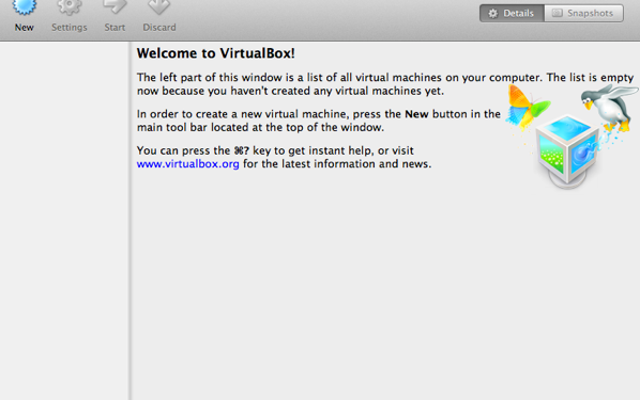 New Settings Start Discard Details Snapshots
Welcome to VirtualBox!
The left part of this window is a list of all virtual machines on your computer. The list is empty
now because you haven't created any virtual machines yet.
In order to create a new virtual machine, press the New button in the
main tool bar located at the top of the window.
You can press the ⌘? key to get instant help, or visit
www.virtualbox.org for the latest information and news.